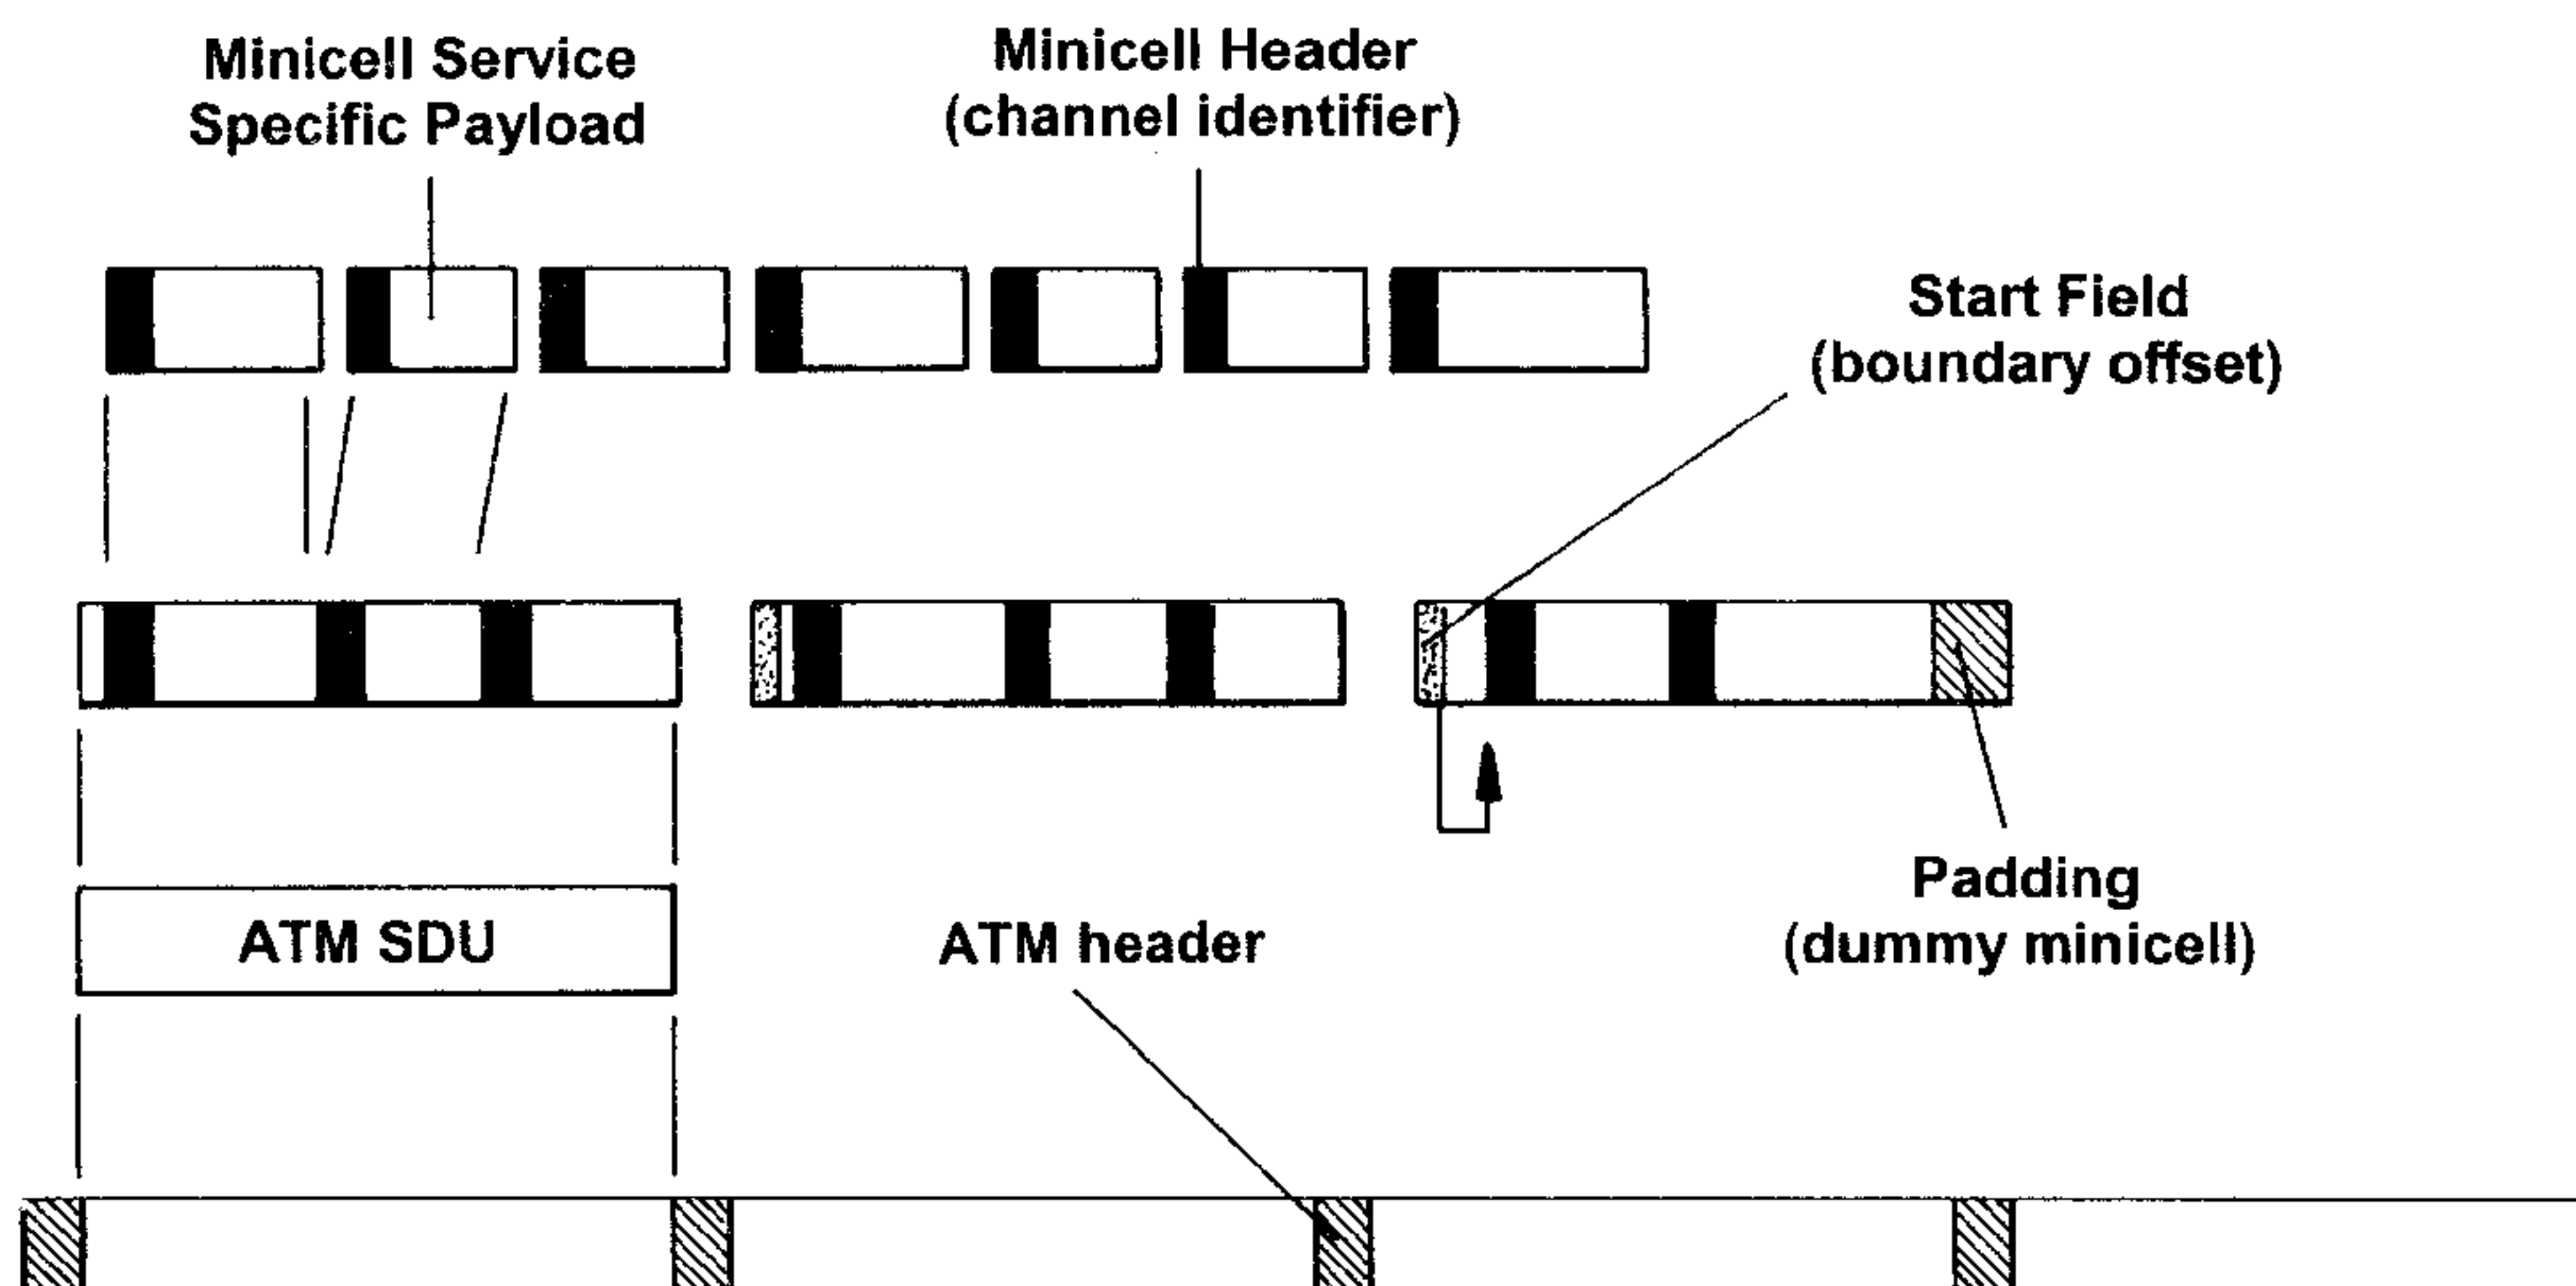 Minicell Service
Specific Payload
Minicell Header
(channel identifier)
Start Field
(boundary offset)
ATM SDU
ATM header
Padding
(dummy minicell)